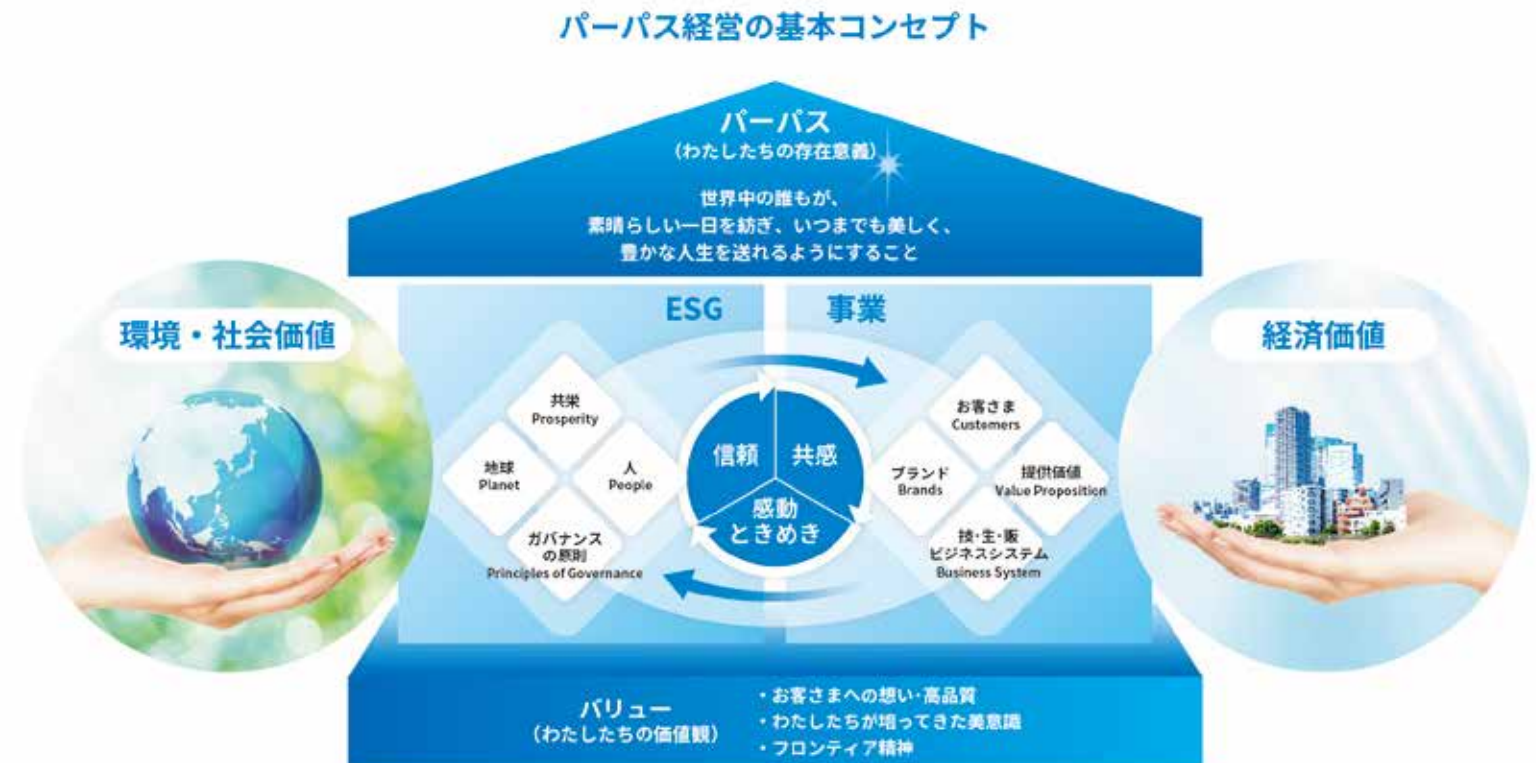 パーパス経営の基本コンセプト
パーパス
（わたしたちの存在意義）
世界中の誰もが、
素晴らしい一日を紡ぎ、いつまでも美しく、
豊かな人生を送れるようにすること
環境・社会価値
ESG
事業
経済価値
共栄
Prosperity
地球
Planet
人
People
ガバナンス
の原則
Principles of Governance
信頼
共感
感動
ときめき
お客さま
Customers
ブランド
Brands
提供価値
Value Proposition
技・生・販
ビジネスシステム
Business System
バリュー
（わたしたちの価値観）
・お客さまへの想い・高品質
・わたしたちが培ってきた美意識
・フロンティア精神